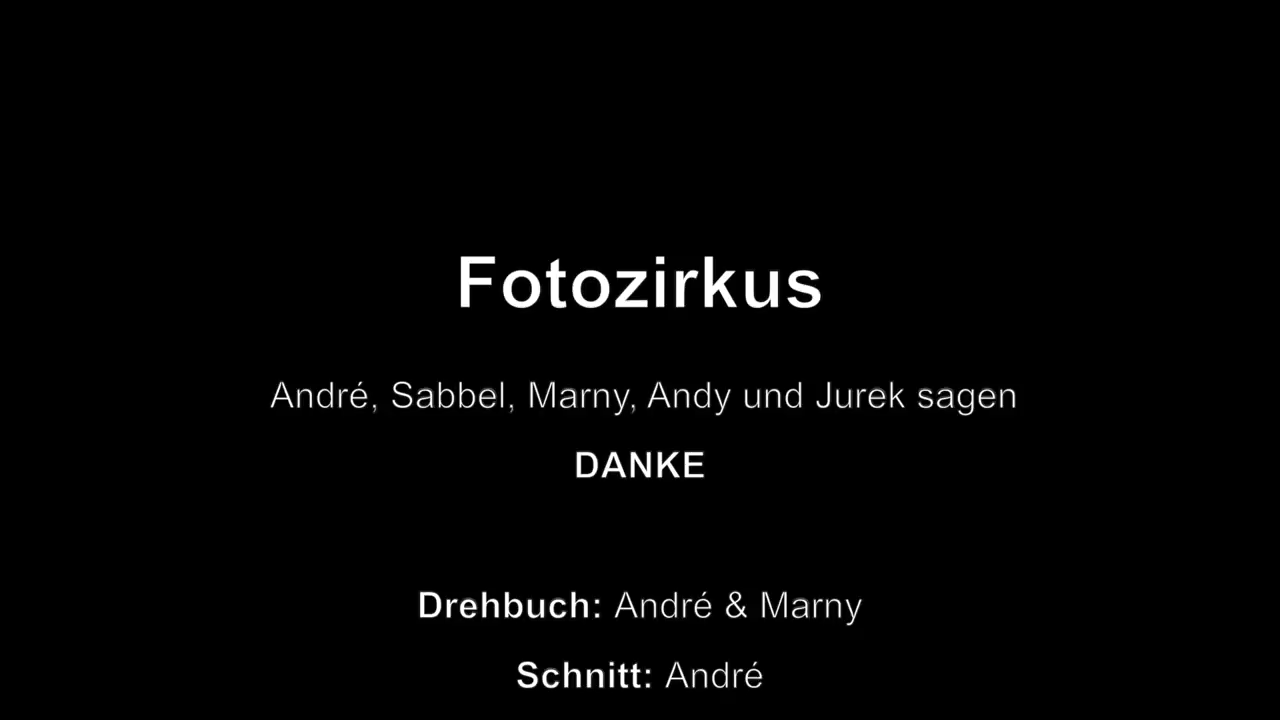 Fotozirkus
André, Sabbel, Marny, Andy und Jurek sagen
DANKE
Drehbuch: André & Marny
Schnitt: André